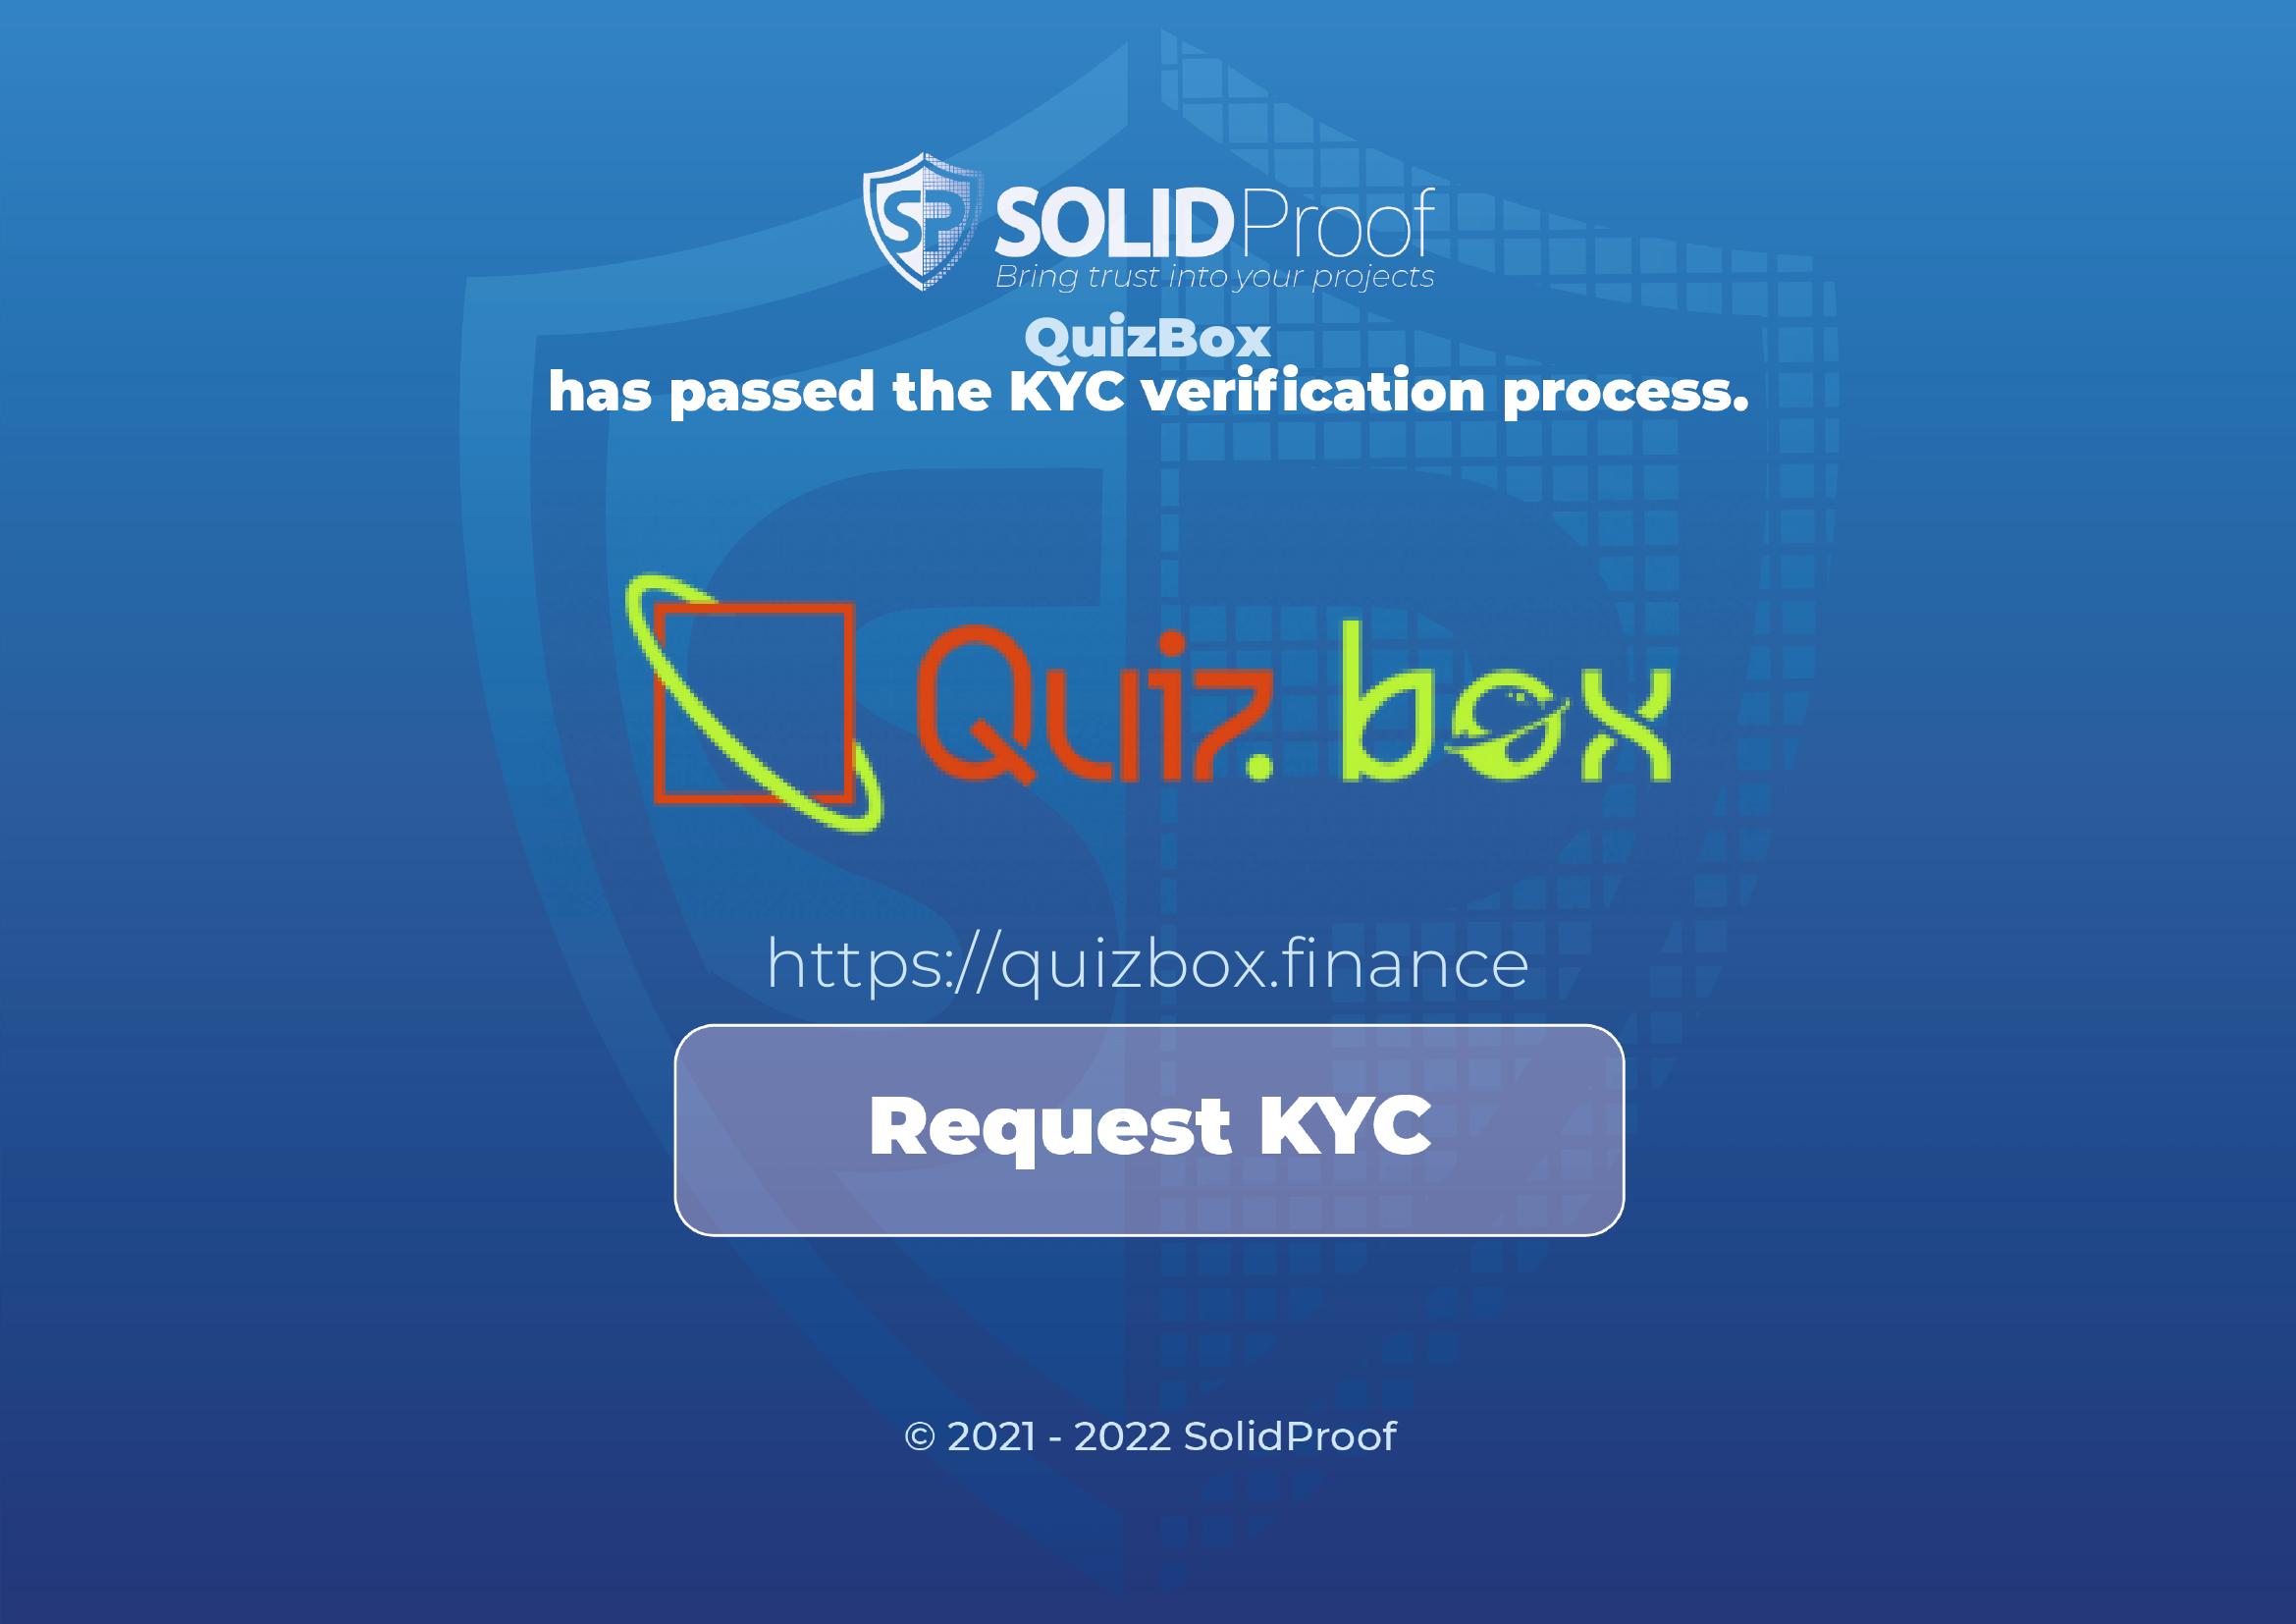 SOLIDProof
Bring trust into your projects
QuizBox
has passed the KYC verification process.
Quiz. box
https://quizbox.finance
Request KYC
© 2021 - 2022 SolidProof